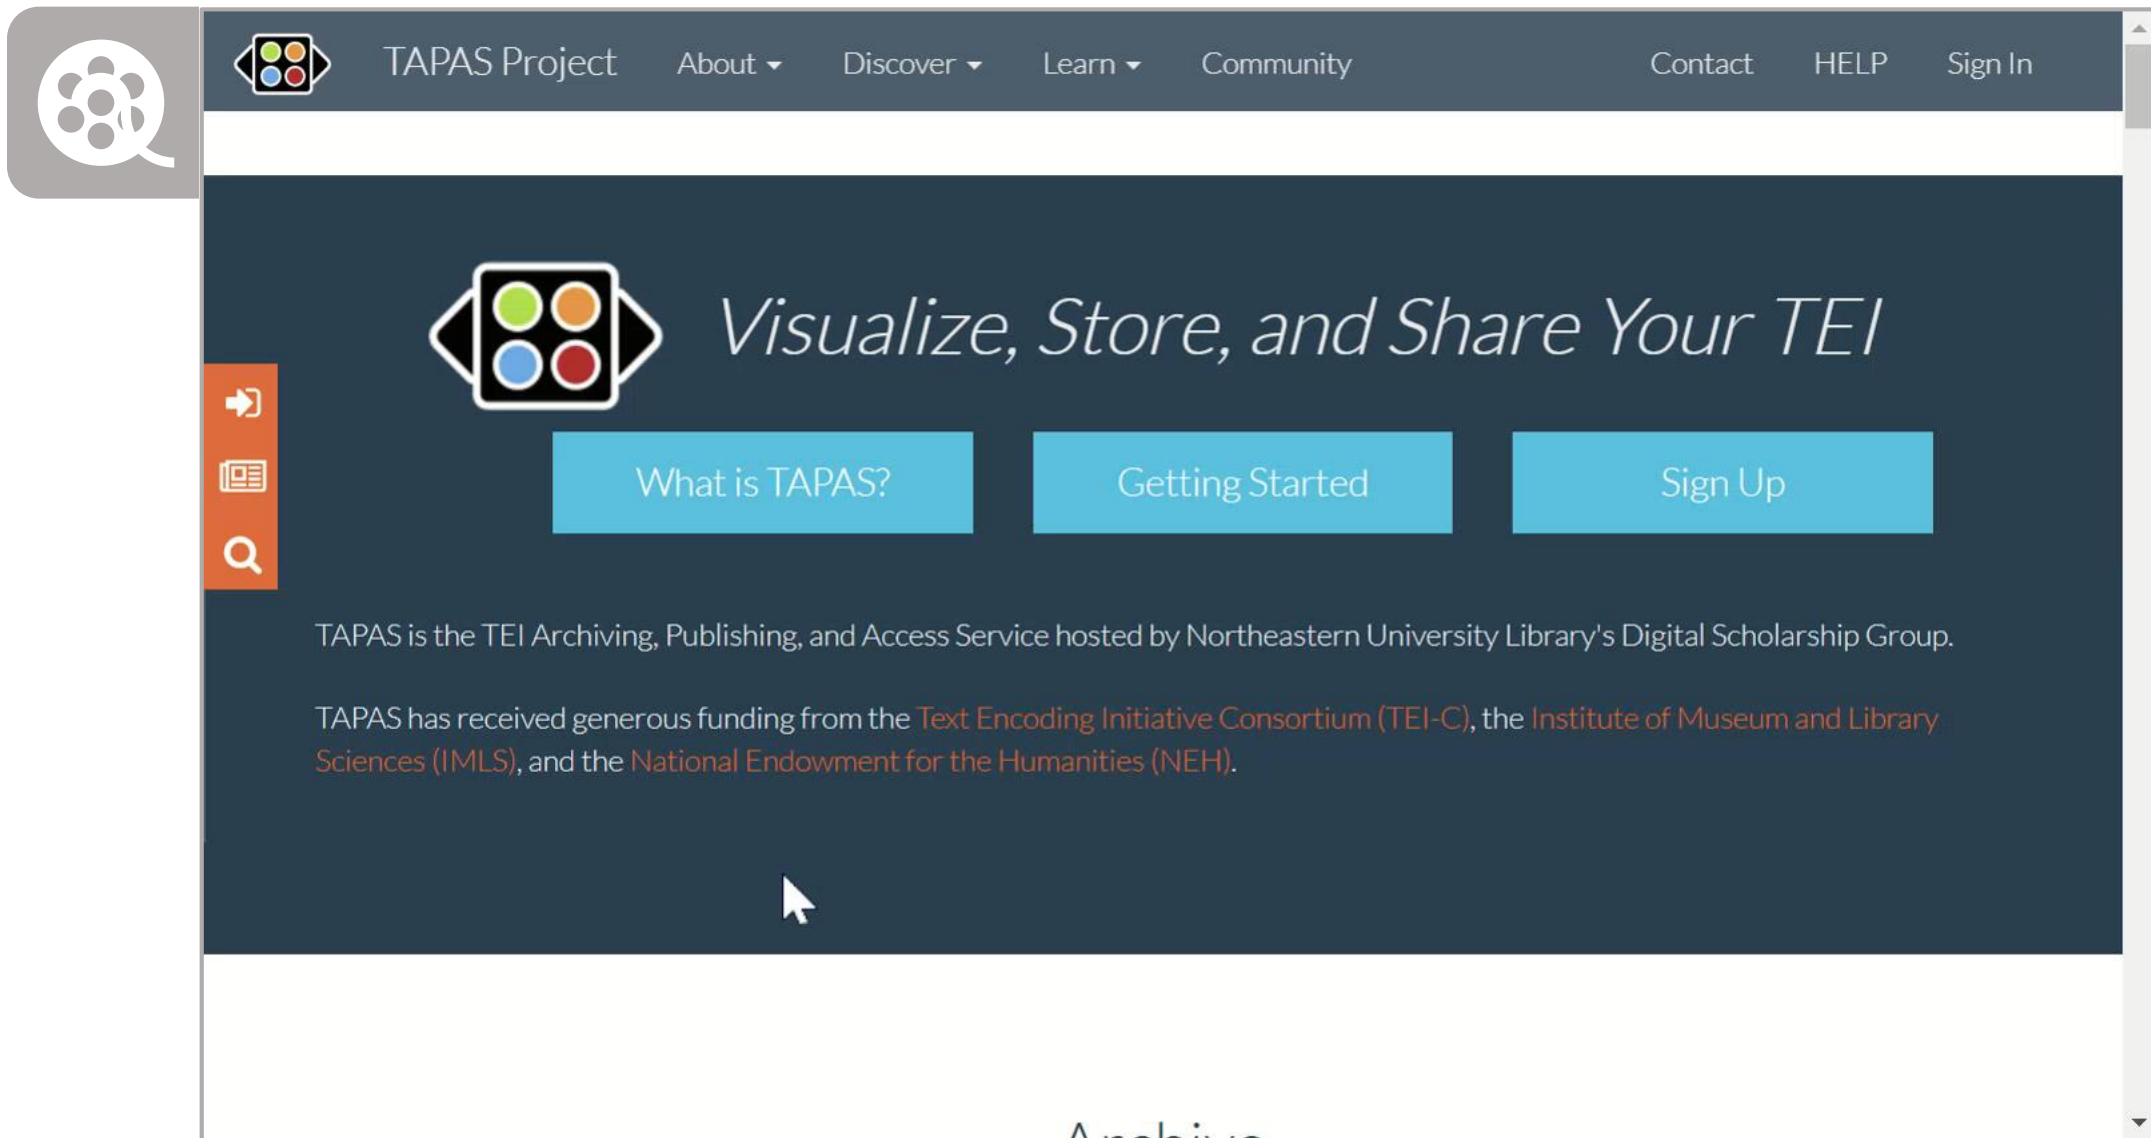 TAPAS Project About Discover Learn Community Contact HELP Sign In
Visualize, Store, and Share Your TEI
What is TAPAS? Getting Started Sign Up
TAPAS is the TEI Archiving, Publishing, and Access Service hosted by Northeastern University Library's Digital Scholarship Group.
TAPAS has received generous funding from the Text Encoding Initiative Consortium (TEI-C), the Institute of Museum and Library
Sciences (IMLS), and the National Endowment for the Humanities (NEH).